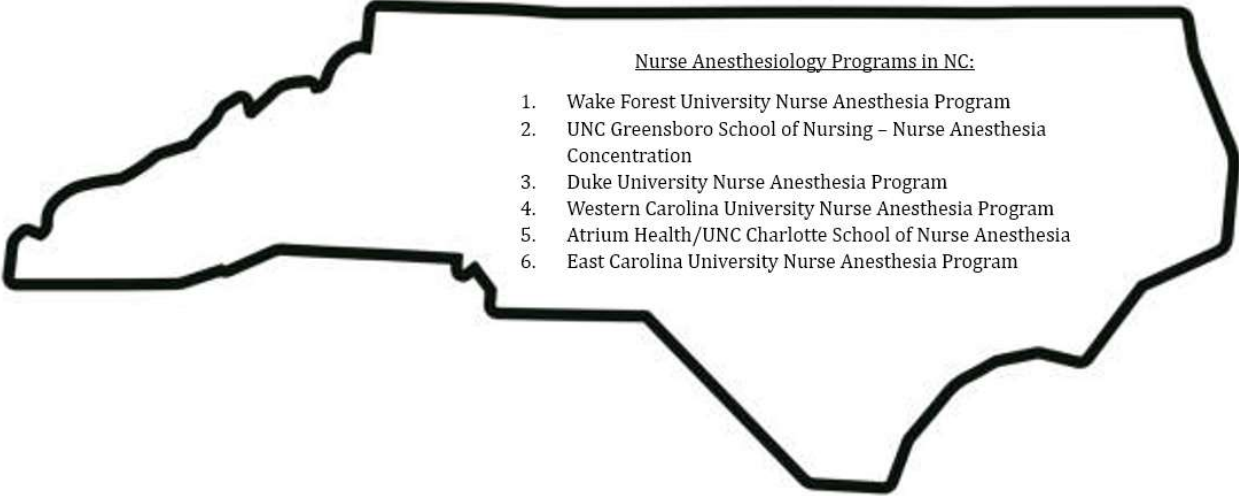 Nurse Anesthesiology Programs in NC:
1. Wake Forest University Nurse Anesthesia Program
2. UNC Greensboro School of Nursing – Nurse Anesthesia
Concentration
3. Duke University Nurse Anesthesia Program
4. Western Carolina University Nurse Anesthesia Program
5. Atrium Health/UNC Charlotte School of Nurse Anesthesia
6. East Carolina University Nurse Anesthesia Program